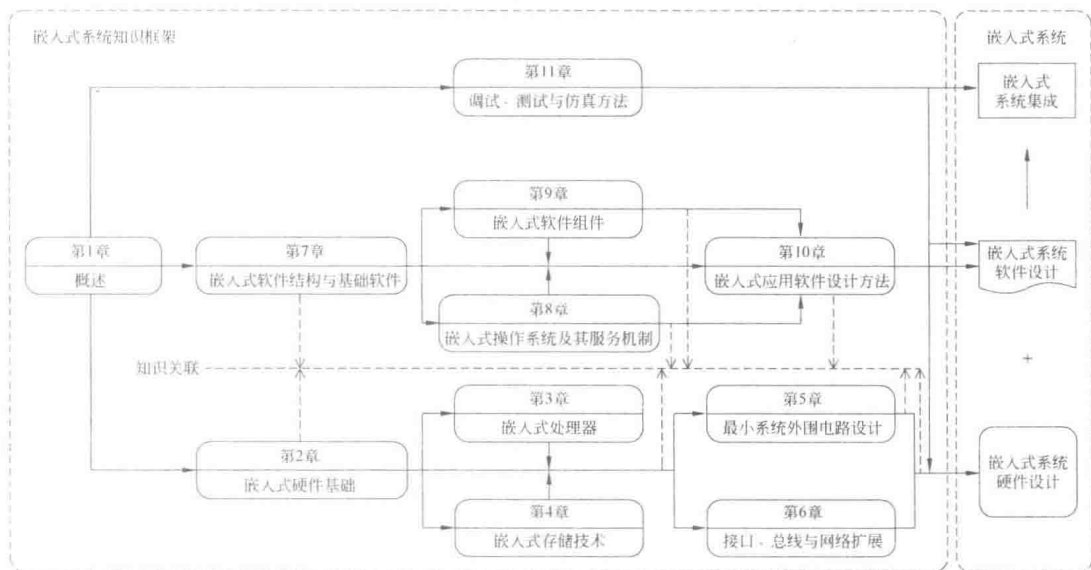 嵌入式系统知识框架
嵌入式系统
第11章
调试、测试与仿真方法
嵌入式
系统集成
第9章
嵌入式软件组件
第1章
概述
第7章
嵌入式软件结构与基础软件
第10章
嵌入式应用软件设计方法
嵌入式系统
软件设计
第8章
嵌入式操作系统及其服务机制
知识关联
+
第3章
嵌入式处理器
第5章
最小系统外围电路设计
第2章
嵌入式硬件基础
嵌入式系统
硬件设计
第4章
嵌入式存储技术
第6章
接口、总线与网络扩展